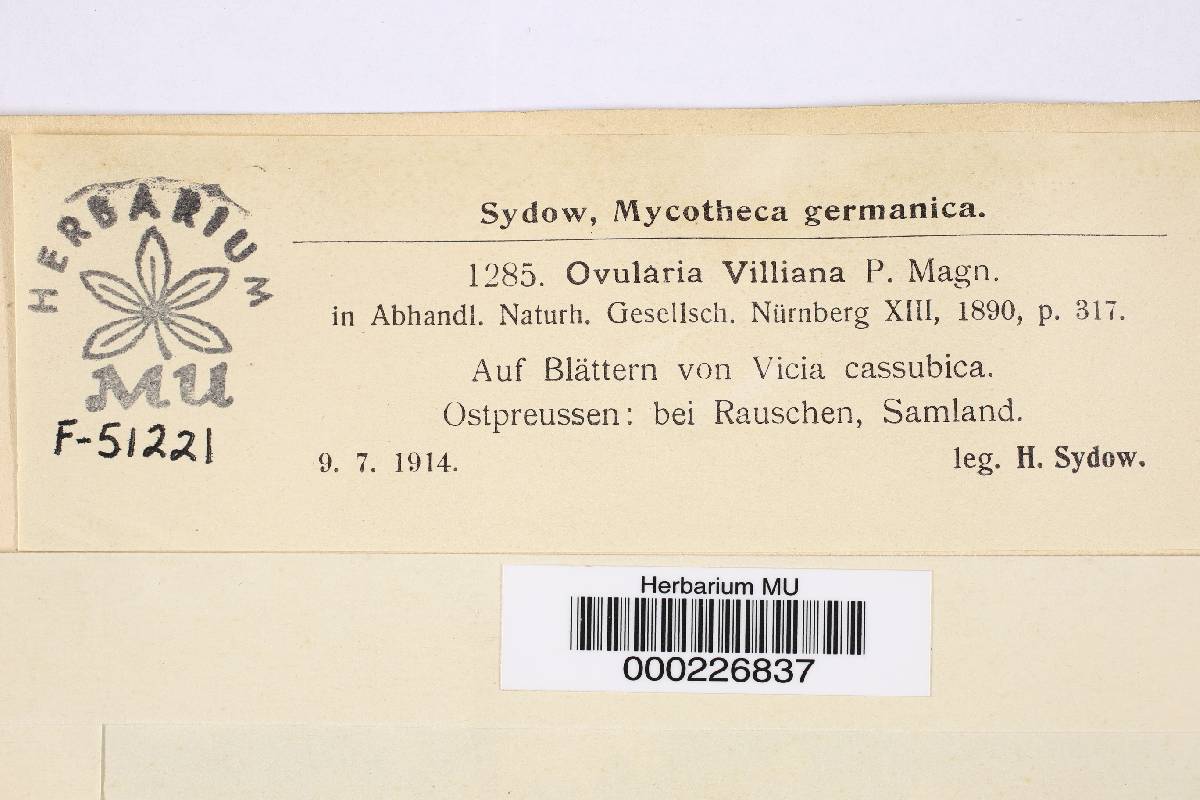 HERBARIUM
MU
F-51221
Sydow, Mycotheca germanica.
1285. Ovularia Villiana P. Magn.
in Abhandl. Naturh. Gesellsch. Nürnberg XIII, 1890, p. 317.
Auf Blättern von Vicia cassubica.
Ostpreussen: bei Rauschen, Samland.
9. 7. 1914. leg. H. Sydow.
Herbarium MU
000226837